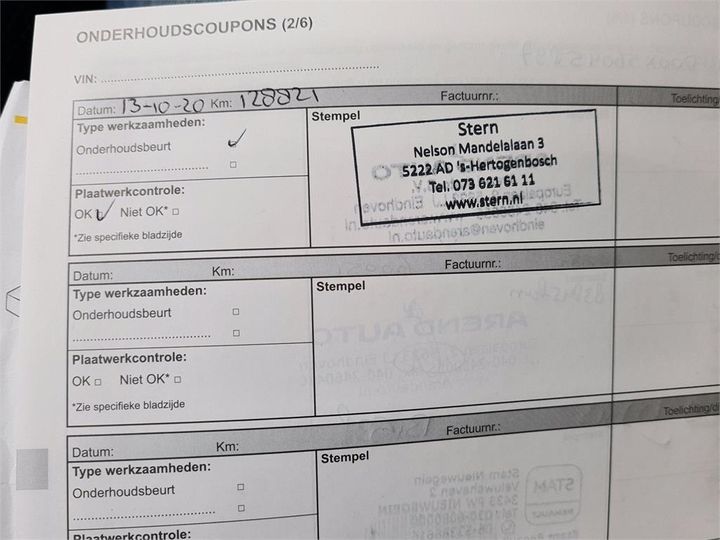 ONDERHOUDSCOUPONS (2/6)
VIN:
Datum: 13-10-20 Km: 128821 Factuurnr.: Toelichting
Type werkzaamheden:
Stempel
Onderhoudsbeurt
Plaatwerkcontrole:
OK Niet OK*
*Zie specifieke bladzijde
Stern
Nelson Mandelalaan 3
5222 AD 's-Hertogenbosch
Tel. 073 621 61 11
www.stern.nl
Datum: Km: Factuurnr.: Toelichting/
Type werkzaamheden:
Stempel
Onderhoudsbeurt
Plaatwerkcontrole:
OK Niet OK*
*Zie specifieke bladzijde
Datum: Km: Factuurnr.: Toelichting/
Type werkzaamheden:
Stempel
Onderhoudsbeurt
Plaatwerkcontrole: